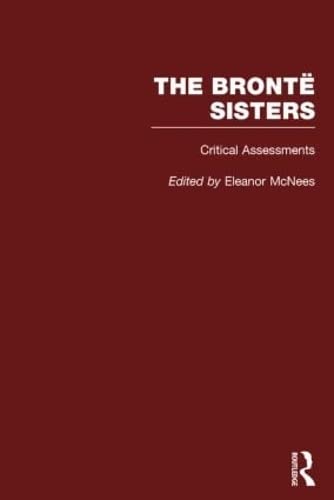 THE BRONTË
SISTERS
Critical Assessments
Edited by Eleanor McNees
ROUTLEDGE